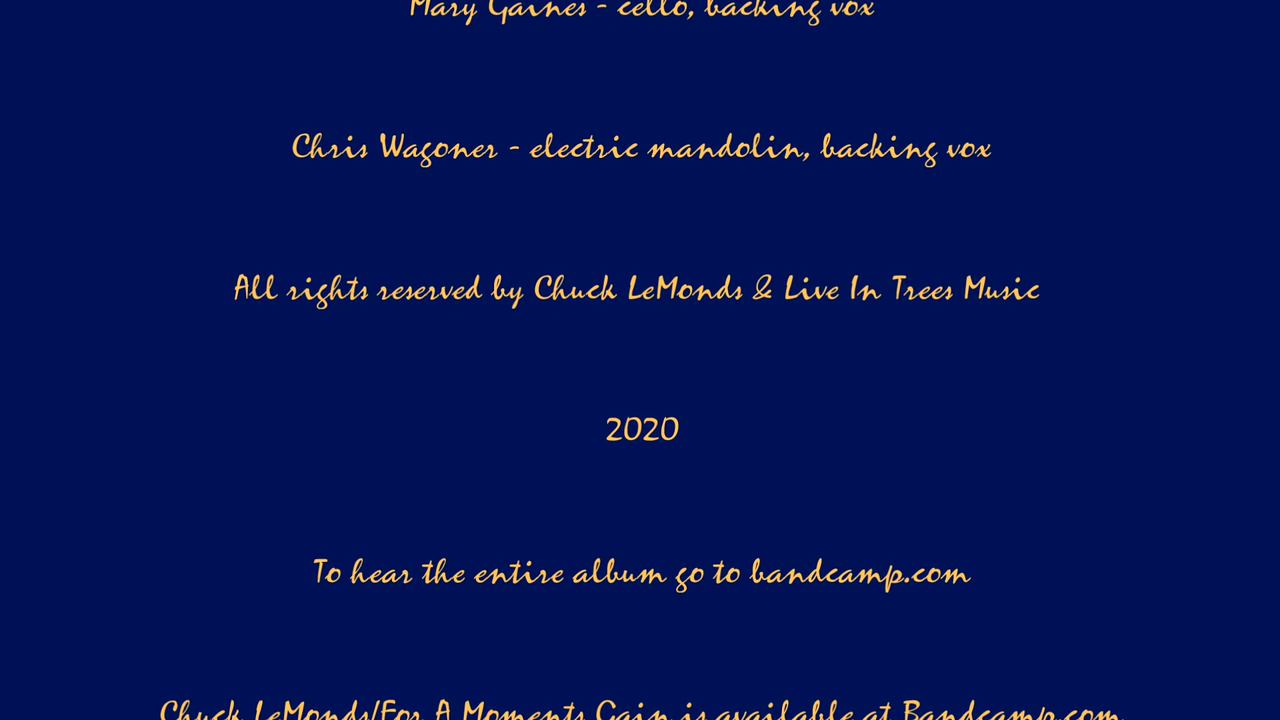 Mary Gaines - cello, backing vox
Chris Wagoner - electric mandolin, backing vox
All rights reserved by Chuck LeMonds & Live In Trees Music
2020
To hear the entire album go to bandcamp.com
Chuck LeMonds/For A Moments Gain is available at Bandcamp.com